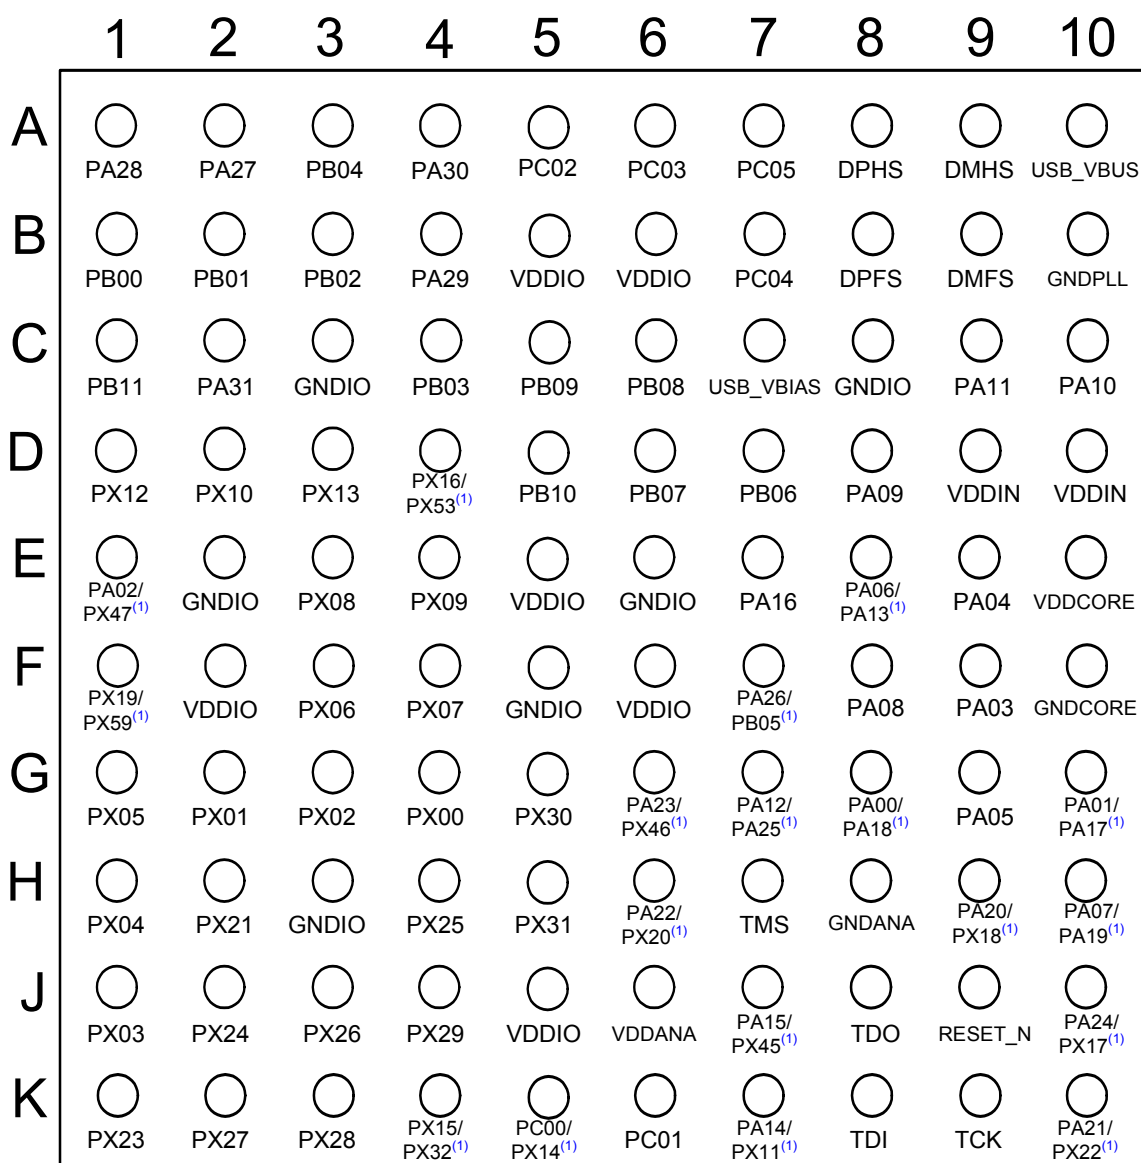 1 2 3 4 5 6 7 8 9 10
A
PA28 PA27 PB04 PA30 PC02 PC03 PC05 DPHS DMHS USB_VBUS
B
PB00 PB01 PB02 PA29 VDDIO VDDIO PC04 DPFS DMFS GNDPLL
C
PB11 PA31 GNDIO PB03 PB09 PB08 USB_VBIAS GNDIO PA11 PA10
D
PX12 PX10 PX13 PX16/ PB10 PB07 PB06 PA09 VDDIN VDDIN
PX53(1)
E
PA02/ GNDIO PX08 PX09 VDDIO GNDIO PA16 PA06/ PA04 VDDCORE
PX47(1) PA13(1)
F
PX19/ VDDIO PX06 PX07 GNDIO VDDIO PA26/ PA08 PA03 GNDCORE
PX59(1) PB05(1)
G
PX05 PX01 PX02 PX00 PX30 PA23/ PA12/ PA00/ PA05 PA01/
PX46(1) PA25(1) PA18(1) PA17(1)
H
PX04 PX21 GNDIO PX25 PX31 PA22/ TMS GNDANA PA20/ PA07/
PX20(1) PX18(1) PA19(1)
J
PX03 PX24 PX26 PX29 VDDIO VDDANA PA15/ TDO RESET_N PA24/
PX45(1) PX17(1)
K
PX23 PX27 PX28 PX15/ PC00/ PC01 PA14/ TDI TCK PA21/
PX32(1) PX14(1) PX11(1) PX22(1)